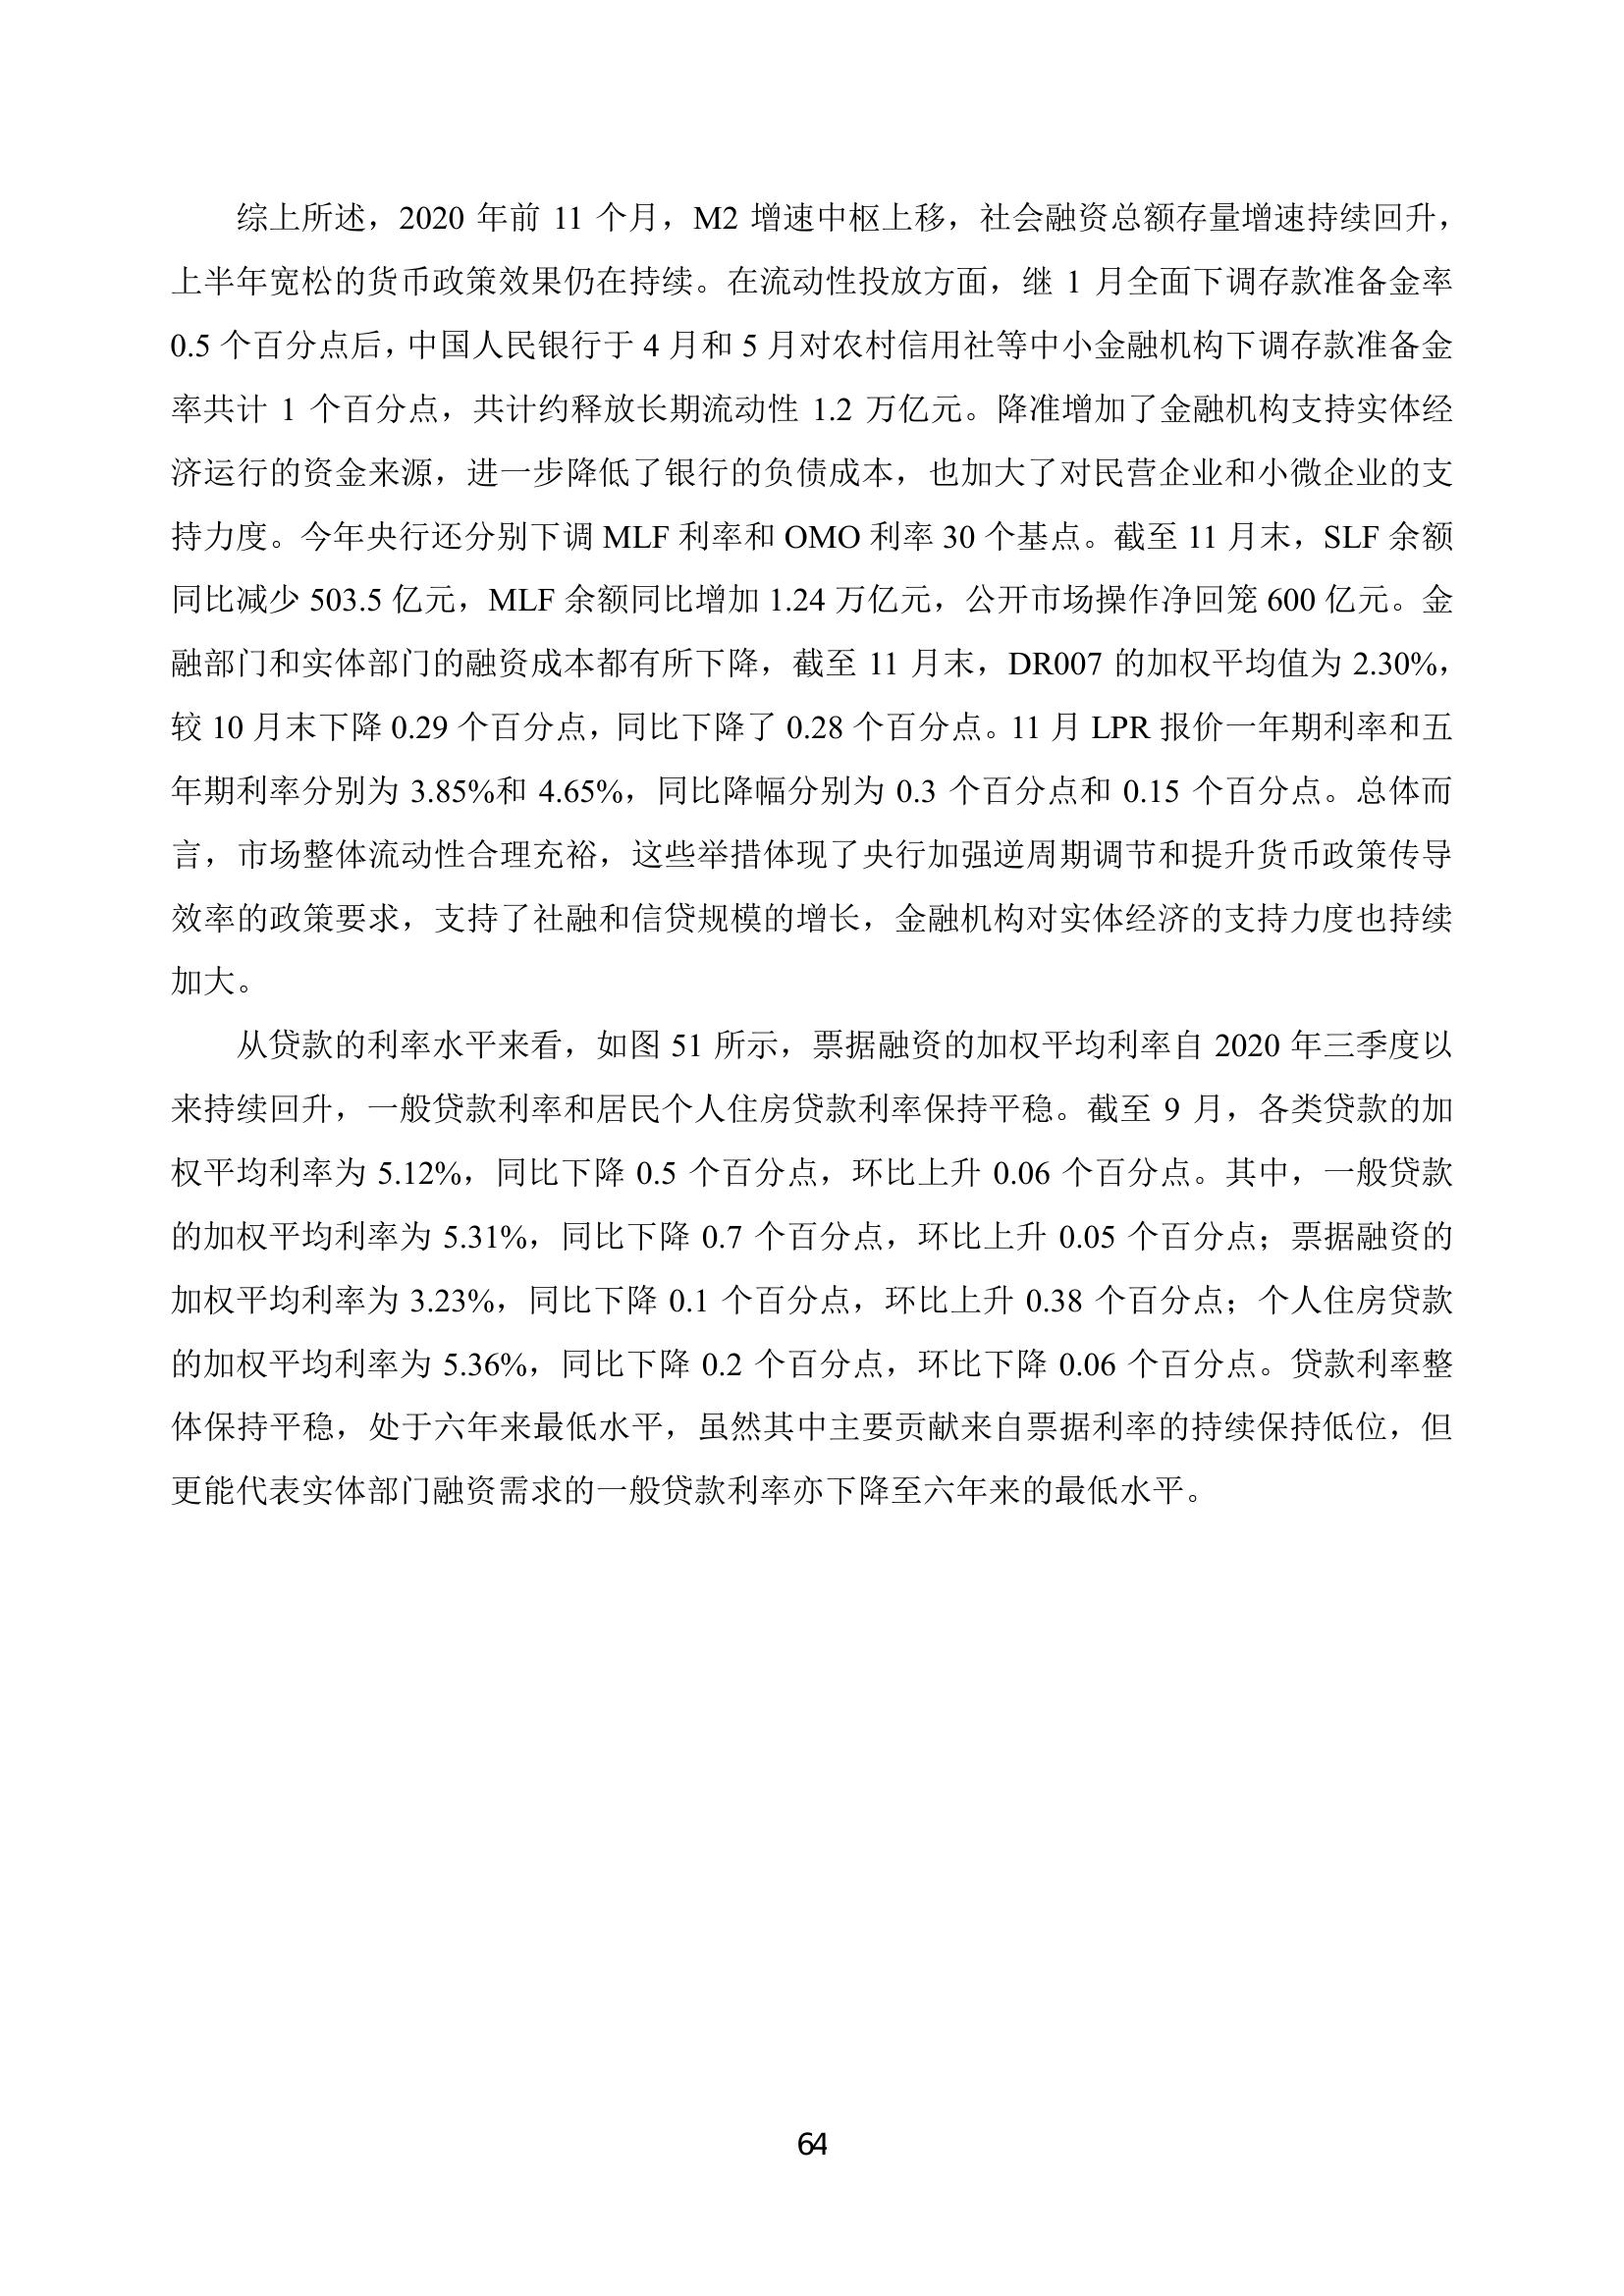 综上所述，2020 年前 11 个月，M2 增速中枢上移，社会融资总额存量增速持续回升，
上半年宽松的货币政策效果仍在持续。在流动性投放方面，继 1 月全面下调存款准备金率
0.5 个百分点后，中国人民银行于 4 月和 5 月对农村信用社等中小金融机构下调存款准备金
率共计 1 个百分点，共计约释放长期流动性 1.2 万亿元。降准增加了金融机构支持实体经
济运行的资金来源，进一步降低了银行的负债成本，也加大了对民营企业和小微企业的支
持力度。今年央行还分别下调 MLF 利率和 OMO 利率 30 个基点。截至 11 月末，SLF 余额
同比减少 503.5 亿元，MLF 余额同比增加 1.24 万亿元，公开市场操作净回笼 600 亿元。金
融部门和实体部门的融资成本都有所下降，截至 11 月末，DR007 的加权平均值为 2.30%，
较 10 月末下降 0.29 个百分点，同比下降了 0.28 个百分点。11 月 LPR 报价一年期利率和五
年期利率分别为 3.85%和 4.65%，同比降幅分别为 0.3 个百分点和 0.15 个百分点。总体而
言，市场整体流动性合理充裕，这些举措体现了央行加强逆周期调节和提升货币政策传导
效率的政策要求，支持了社融和信贷规模的增长，金融机构对实体经济的支持力度也持续
加大。
从贷款的利率水平来看，如图 51 所示，票据融资的加权平均利率自 2020 年三季度以
来持续回升，一般贷款利率和居民个人住房贷款利率保持平稳。截至 9 月，各类贷款的加
权平均利率为 5.12%，同比下降 0.5 个百分点，环比上升 0.06 个百分点。其中，一般贷款
的加权平均利率为 5.31%，同比下降 0.7 个百分点，环比上升 0.05 个百分点；票据融资的
加权平均利率为 3.23%，同比下降 0.1 个百分点，环比上升 0.38 个百分点；个人住房贷款
的加权平均利率为 5.36%，同比下降 0.2 个百分点，环比下降 0.06 个百分点。贷款利率整
体保持平稳，处于六年来最低水平，虽然其中主要贡献来自票据利率的持续保持低位，但
更能代表实体部门融资需求的一般贷款利率亦下降至六年来的最低水平。
64